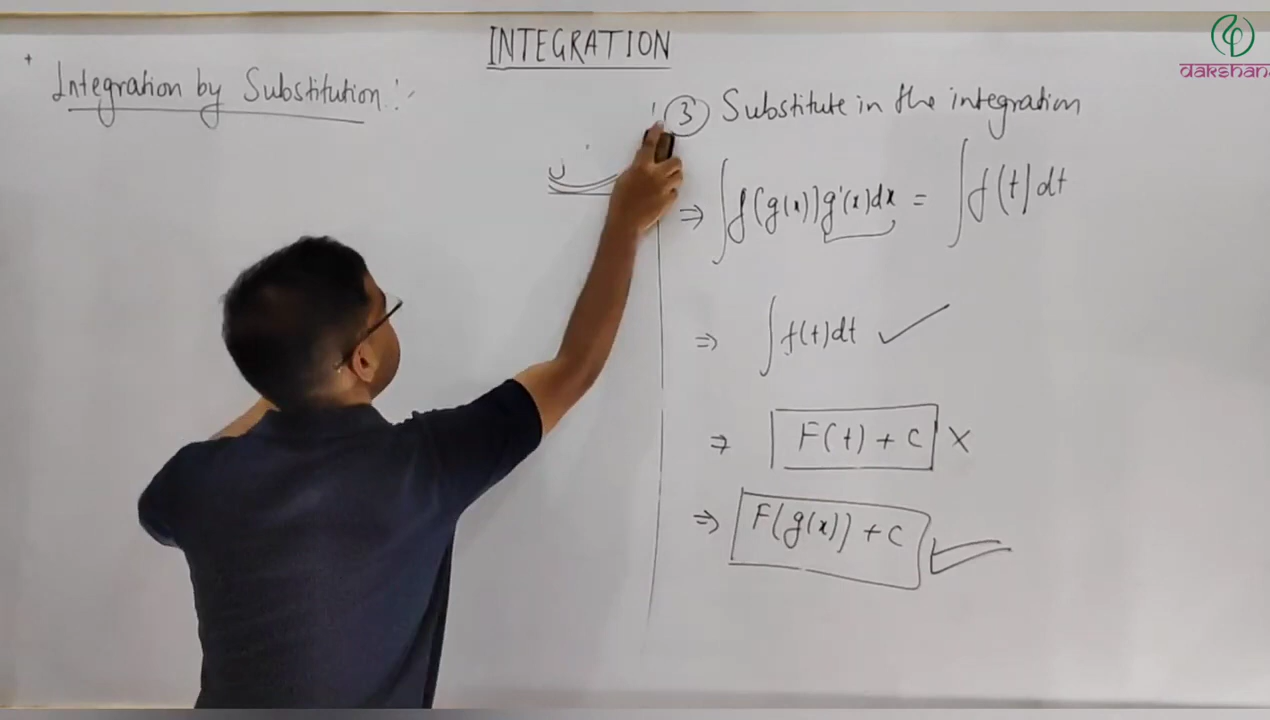 INTEGRATION
Integration by Substitution :-
③ Substitute in the integration
⇒ ∫f(g(x))g'(x)dx = ∫f(t)dt
⇒ ∫f(t)dt ✓
⇒ F(t) + C ×
⇒ F(g(x)) + C ✓
dakshana